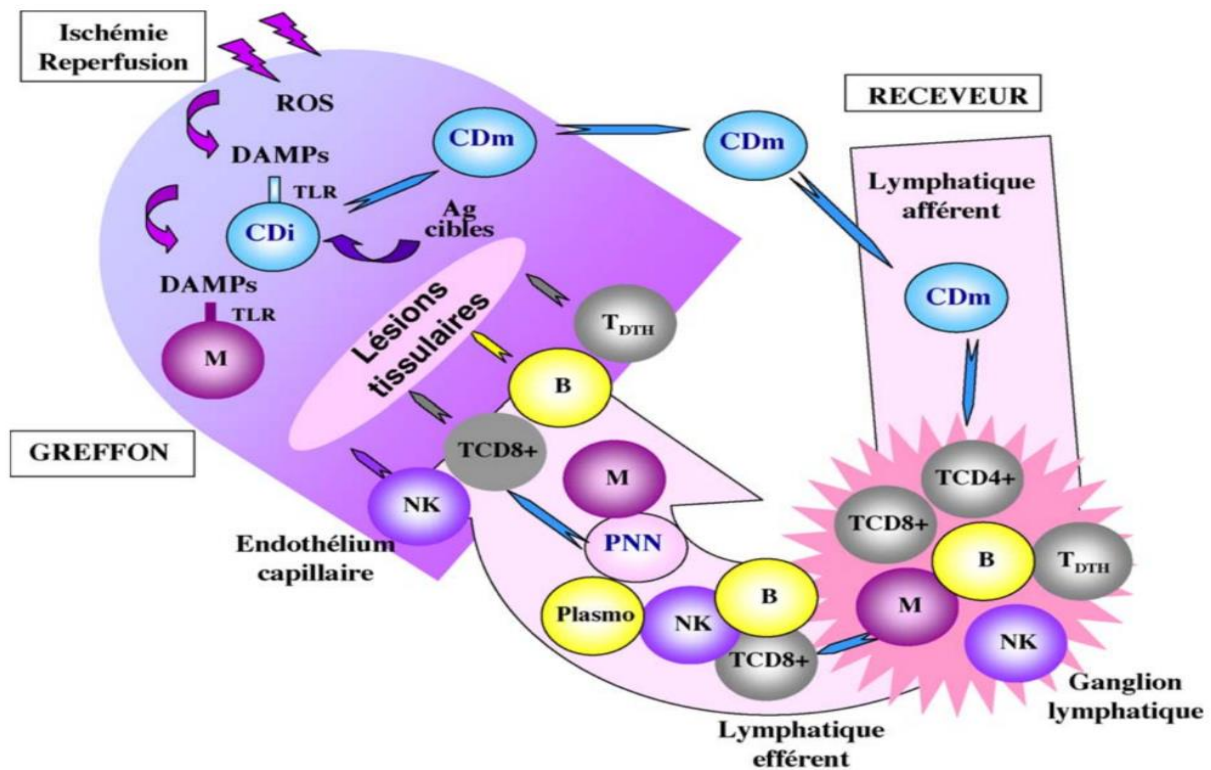 Ischémie
Reperfusion
ROS
DAMPs
TLR
CDi
DAMPs
TLR
M
CDm
Ag
cibles
Lésions
tissulaires
GREFFON
CDm
RECEVEUR
Lymphatique
afférent
CDm
TDTH
B
TCD8+
NK
M
PNN
Endothélium
capillaire
Plasmo
NK
B
TCD8+
Lymphatique
efférent
TCD4+
TCD8+
B
TDTH
M
NK
Ganglion
lymphatique